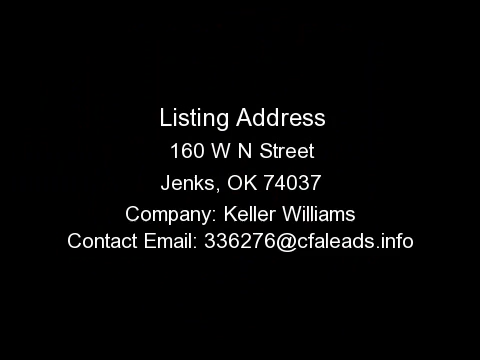 Listing Address
160 W N Street
Jenks, OK 74037
Company: Keller Williams
Contact Email: 336276@cfaleads.info